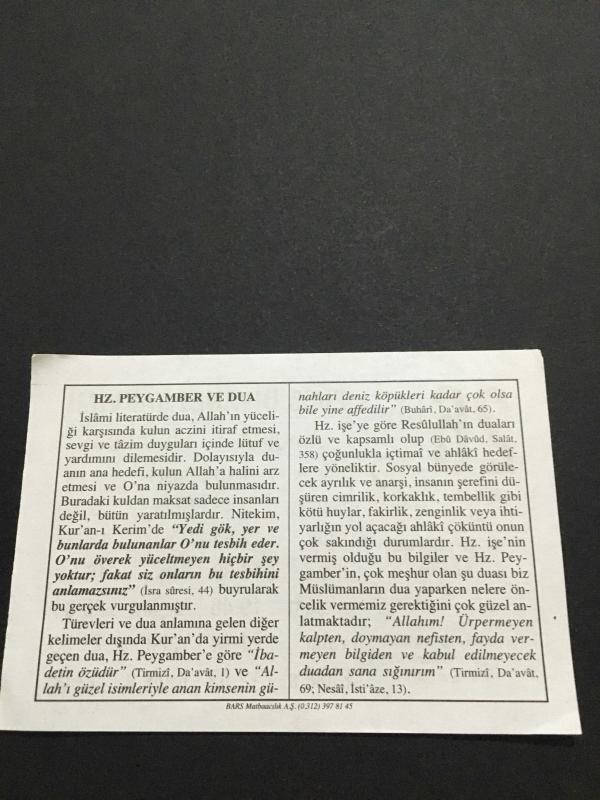 HZ. PEYGAMBER VE DUA
İslâmi literatürde dua, Allah'ın yüceli-
ği karşısında kulun aczini itiraf etmesi,
sevgi ve tâzim duyguları içinde lütuf ve
yardımını dilemesidir. Dolayısıyla du-
anın ana hedefi, kulun Allah'a halini arz
etmesi ve O'na niyazda bulunmasıdır.
Buradaki kuldan maksat sadece insanları
değil, bütün yaratılmışlardır. Nitekim,
Kur'an-ı Kerim'de "Yedi gök, yer ve
bunlarda bulunanlar O'nu tesbih eder.
O'nu överek yüceltmeyen hiçbir şey
yoktur; fakat siz onların bu tesbihini
anlamazsınız" (İsra sûresi, 44) buyrularak
bu gerçek vurgulanmıştır.
Türevleri ve dua anlamına gelen diğer
kelimeler dışında Kur'an'da yirmi yerde
geçen dua, Hz. Peygamber'e göre "İba-
detin özüdür" (Tirmizî, Da'avât, 1) ve "Al-
lah'ı güzel isimleriyle anan kimsenin gü-
nahları deniz köpükleri kadar çok olsa
bile yine affedilir" (Buhârî, Da'avât, 65).
Hz. işe'ye göre Resûlullah'ın duaları
özlü ve kapsamlı olup (Ebû Dâvûd, Salât,
358) çoğunlukla içtimaî ve ahlâkî hedef-
lere yöneliktir. Sosyal bünyede görüle-
cek ayrılık ve anarşi, insanın şerefini dü-
şüren cimrilik, korkaklık, tembellik gibi
kötü huylar, fakirlik, zenginlik veya ihti-
yarlığın yol açacağı ahlâkî çöküntü onun
çok sakındığı durumlardır. Hz. işe'nin
vermiş olduğu bu bilgiler ve Hz. Pey-
gamber'in, çok meşhur olan şu duası biz
Müslümanların dua yaparken nelere ön-
celik vermemiz gerektiğini çok güzel an-
latmaktadır; "Allahım! Ürpermeyen
kalpten, doymayan nefisten, fayda ver-
meyen bilgiden ve kabul edilmeyecek
duadan sana sığınırım" (Tirmizî, Da'avât,
69; Nesâî, İsti'âze, 13).
BARS Matbaacılık A.Ş. (0.312) 397 81 45